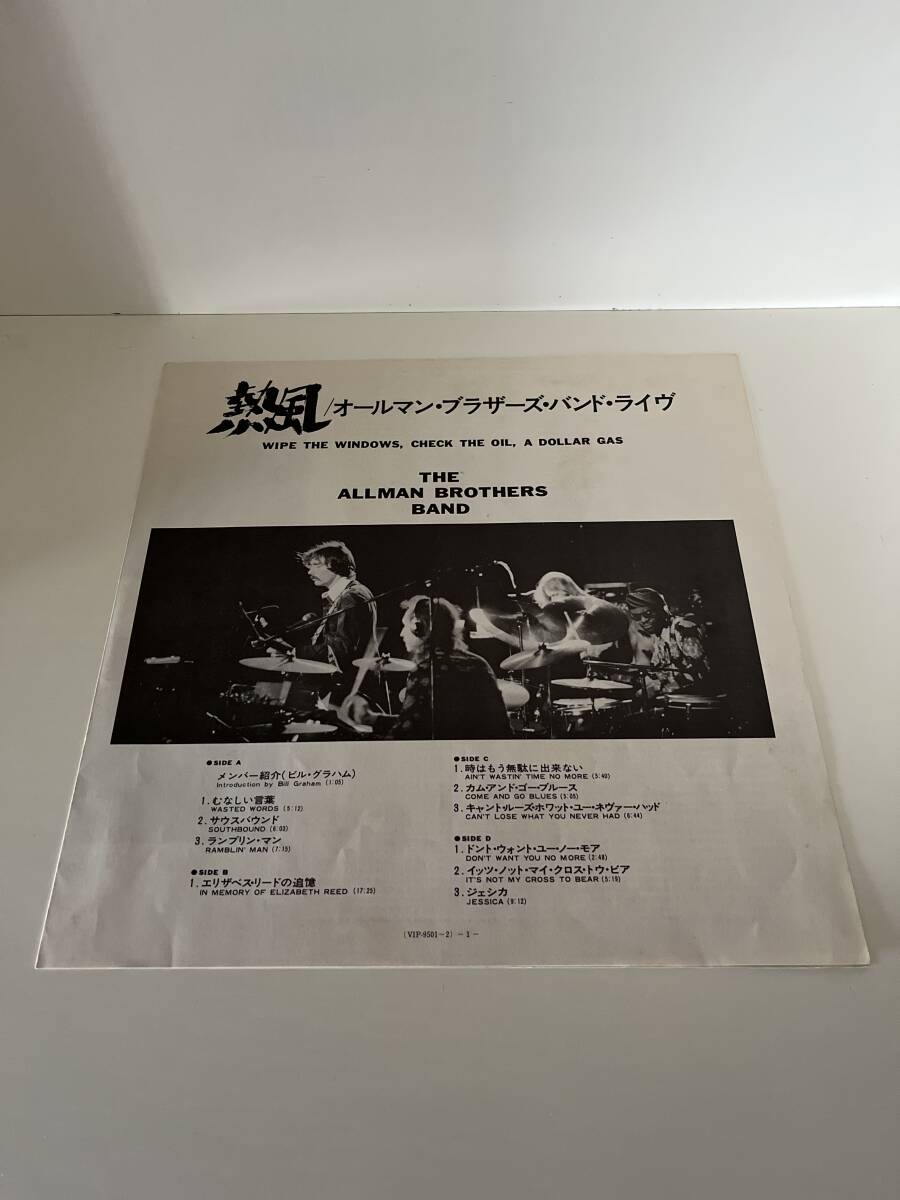 熱風/オールマン・ブラザーズ・バンド・ライヴ
WIPE THE WINDOWS, CHECK THE OIL, A DOLLAR GAS
THE
ALLMAN BROTHERS
BAND
●SIDE A
メンバー紹介(ビル・グラハム)
Introduction by Bill Graham (1:05)
1. むなしい言葉
WASTED WORDS (5:12)
2. サウスバウンド
SOUTHBOUND (6:03)
3. ランブリン・マン
RAMBLIN' MAN (7:15)
●SIDE B
1. エリザベス・リードの追憶
IN MEMORY OF ELIZABETH REED (17:25)
●SIDE C
1. 時はもう無駄に出来ない
AIN'T WASTIN' TIME NO MORE (5:40)
2. カム・アンド・ゴー・ブルース
COME AND GO BLUES (5:05)
3. キャント・ルーズ・ホワット・ユー・ネヴァー・ハッド
CAN'T LOSE WHAT YOU NEVER HAD (6:44)
●SIDE D
1. ドント・ウォント・ユー・ノー・モア
DON'T WANT YOU NO MORE (2:48)
2. イッツ・ノット・マイ・クロス・トゥ・ビア
IT'S NOT MY CROSS TO BEAR (5:19)
3. ジェシカ
JESSICA (9:12)
(VIP-9501~2) -1-